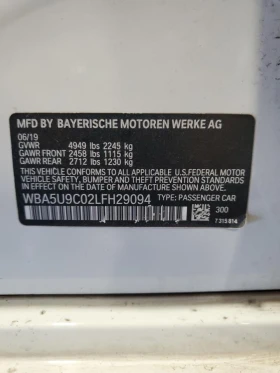 MFD BY BAYERISCHE MOTOREN WERKE AG
06/19
GVWR 4949 lbs 2245 kg
GAWR FRONT 2458 lbs 1115 kg
GAWR REAR 2712 lbs 1230 kg
THIS VEHICLE CONFORMS TO ALL APPLICABLE
U.S. FEDERAL MOTOR VEHICLE SAFETY, BUMPER, AND
THEFT PREVENTION STANDARDS IN EFFECT ON THE
DATE OF MANUFACTURE SHOWN ABOVE.
WBA5U9C02LFH29094 TYPE: PASSENGER CAR
300